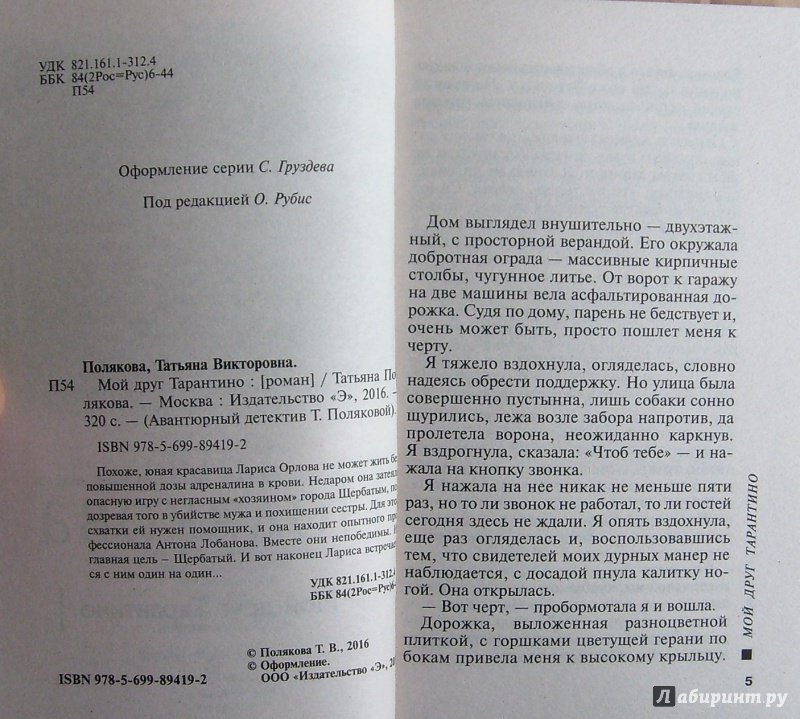 УДК 821.161.1-312.4
ББК 84(2Рос=Рус)6-44
П54
Оформление серии С. Груздева
Под редакцией О. Рубис
Полякова, Татьяна Викторовна.
П54 Мой друг Тарантино : [роман] / Татьяна По
лякова. — Москва : Издательство «Э», 2016. —
320 с. — (Авантюрный детектив Т. Поляковой).
ISBN 978-5-699-89419-2
Похоже, юная красавица Лариса Орлова не может жить бе
повышенной дозы адреналина в крови. Недаром она затея
опасную игру с негласным «хозяином» города Щербатым, по
дозревая того в убийстве мужа и похищении сестры. Для это
схватки ей нужен помощник, и она находит опытного пр
фессионала Антона Лобанова. Вместе они непобедимы.
главная цель – Щербатый. И вот наконец Лариса встречае
ся с ним один на один...
УДК 821.161.1-312.4
ББК 84(2Рос=Рус)6-
© Полякова Т. В., 2016
© Оформление.
ООО «Издательство «Э», 20
ISBN 978-5-699-89419-2
Дом выглядел внушительно — двухэтаж-
ный, с просторной верандой. Его окружала
добротная ограда — массивные кирпичные
столбы, чугунное литье. От ворот к гаражу
на две машины вела асфальтированная до-
рожка. Судя по дому, парень не бедствует и,
очень может быть, просто пошлет меня к
черту.
Я тяжело вздохнула, огляделась, словно
надеясь обрести поддержку. Но улица была
совершенно пустынна, лишь собаки сонно
щурились, лежа возле забора напротив, да
пролетела ворона, неожиданно каркнув.
Я вздрогнула, сказала: «Чтоб тебе» — и на-
жала на кнопку звонка.
Я нажала на нее никак не меньше пяти
раз, но то ли звонок не работал, то ли гостей
сегодня здесь не ждали. Я опять вздохнула,
еще раз огляделась и, воспользовавшись
тем, что свидетелей моих дурных манер не
наблюдается, с досадой пнула калитку но-
гой. Она открылась.
— Вот черт, — пробормотала я и вошла.
Дорожка, выложенная разноцветной
плиткой, с горшками цветущей герани по
бокам привела меня к высокому крыльцу.
МОЙ ДРУГ ТАРАНТИНО
5
Лабиринт.ру